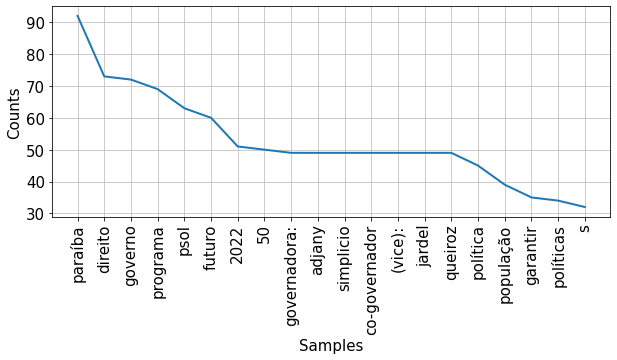 90
80
70
60
50
40
30
Counts
paraíba
direito
governo
programa
psol
futuro
2022
50
governadora:
adjany
simplicio
co-governador
(vice):
jardel
queiroz
política
população
garantir
políticas
s
Samples